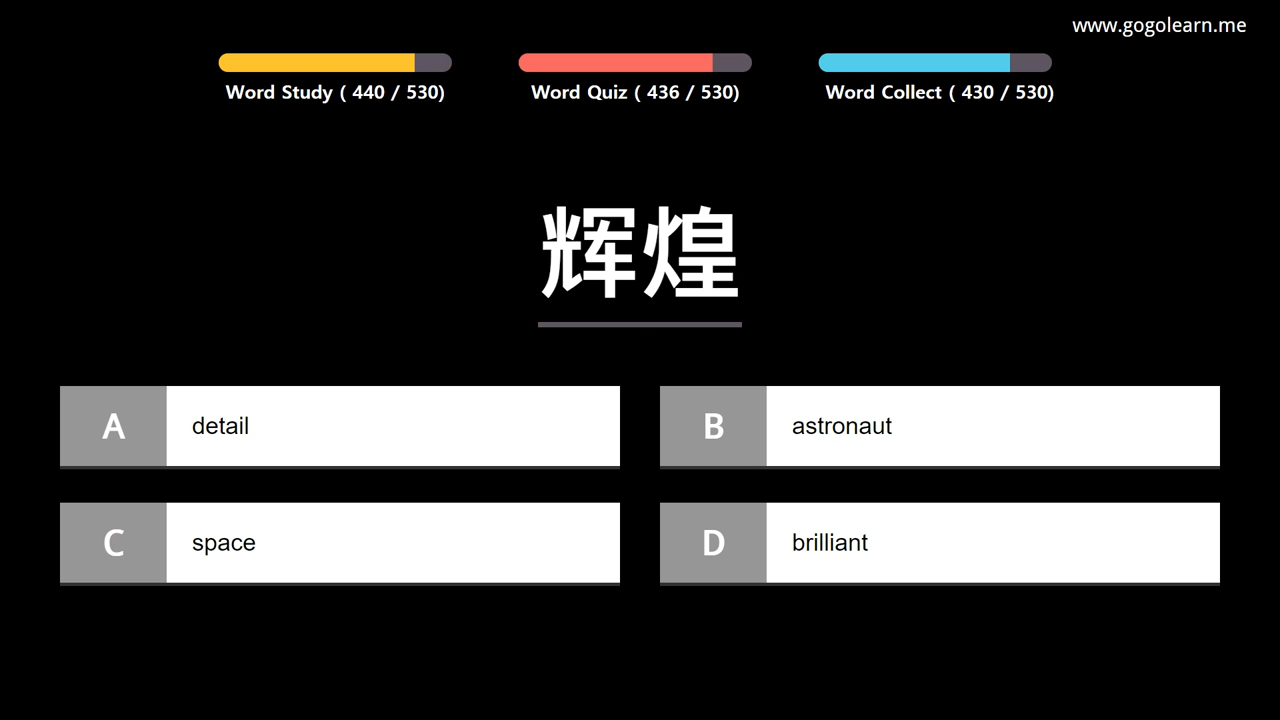 www.gogolearn.me
Word Study ( 440 / 530)
Word Quiz ( 436 / 530)
Word Collect ( 430 / 530)
辉煌
A detail
B astronaut
C space
D brilliant